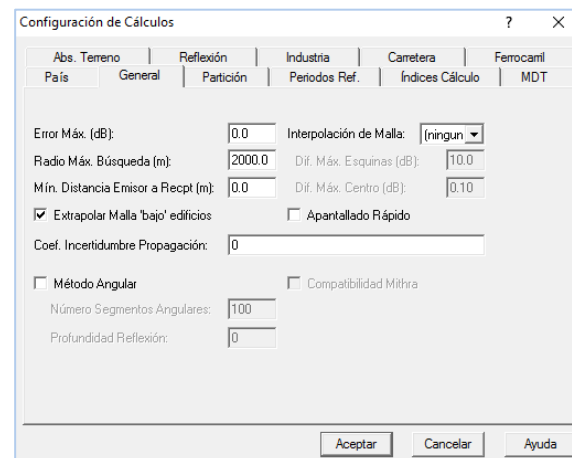 Configuración de Cálculos ? X
Abs. Terreno Reflexión Industria Carretera Ferrocarril
País General Partición Periodos Ref. Índices Cálculo MDT
Error Máx. (dB): 0.0 Interpolación de Malla: (ningun
Radio Máx. Búsqueda (m): 2000.0 Dif. Máx. Esquinas (dB): 10.0
Mín. Distancia Emisor a Recpt (m): 0.0 Dif. Máx. Centro (dB): 0.10
Extrapolar Malla 'bajo' edificios Apantallado Rápido
Coef. Incertidumbre Propagación: 0
Método Angular Compatibilidad Mithra
Número Segmentos Angulares: 100
Profundidad Reflexión: 0
Aceptar Cancelar Ayuda